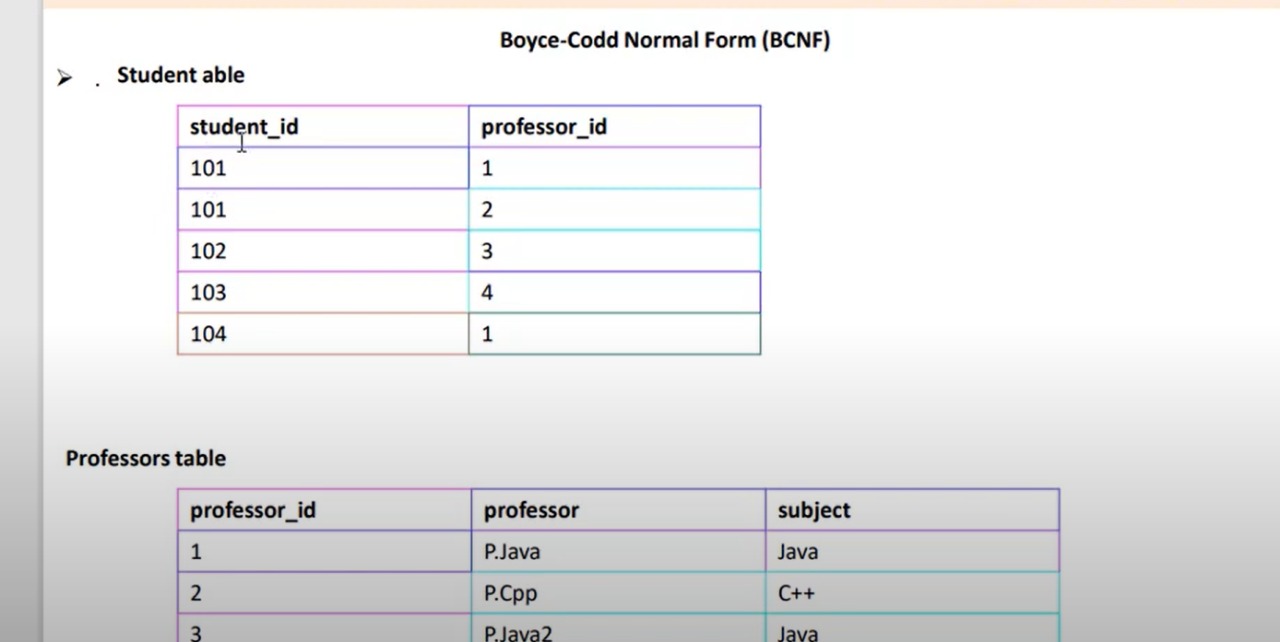 Boyce-Codd Normal Form (BCNF)
➢ . Student able
student_id professor_id
101 1
101 2
102 3
103 4
104 1
Professors table
professor_id professor subject
1 P.Java Java
2 P.Cpp C++
3 P.Java2 Java